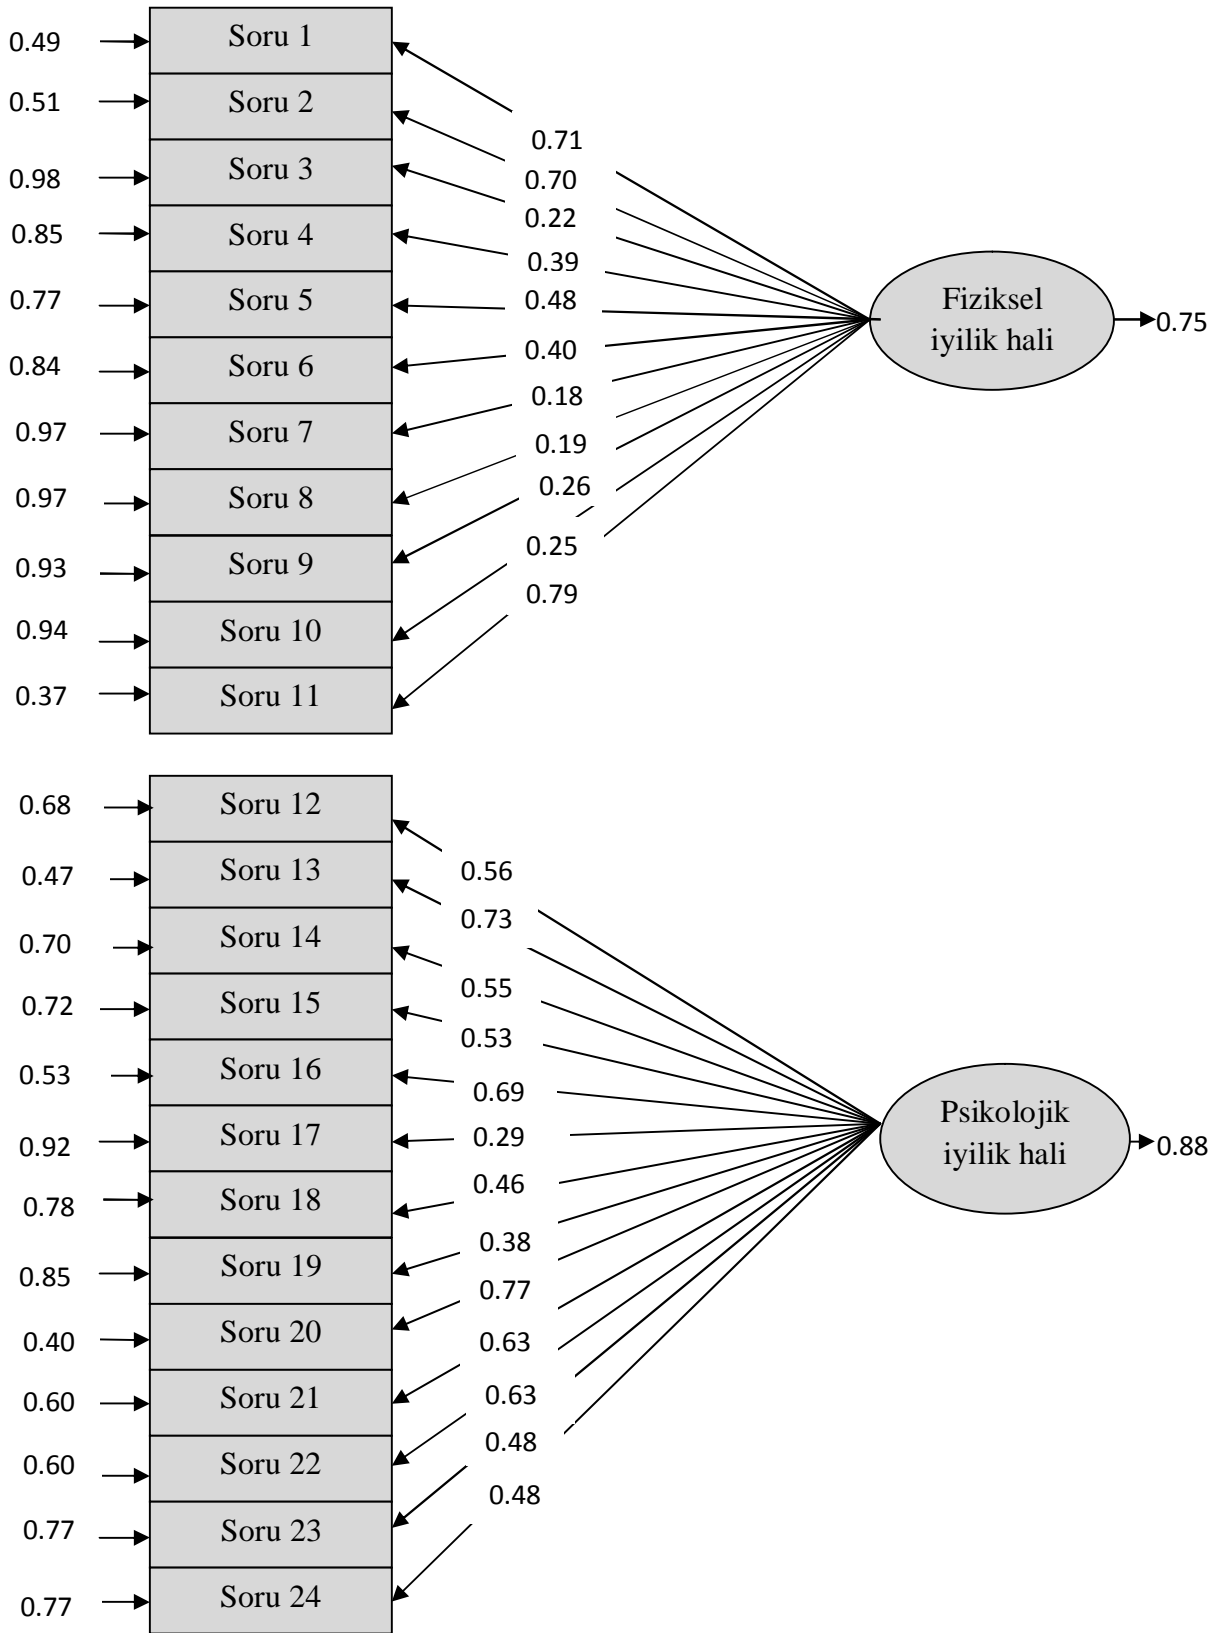 0.49 Soru 1
0.51 Soru 2
0.98 Soru 3
0.85 Soru 4
0.77 Soru 5
0.84 Soru 6
0.97 Soru 7
0.97 Soru 8
0.93 Soru 9
0.94 Soru 10
0.37 Soru 11
0.71
0.70
0.22
0.39
0.48
0.40
0.18
0.19
0.26
0.25
0.79
Fiziksel
iyilik hali
0.75
0.68 Soru 12
0.47 Soru 13
0.70 Soru 14
0.72 Soru 15
0.53 Soru 16
0.92 Soru 17
0.78 Soru 18
0.85 Soru 19
0.40 Soru 20
0.60 Soru 21
0.60 Soru 22
0.77 Soru 23
0.77 Soru 24
0.56
0.73
0.55
0.53
0.69
0.29
0.46
0.38
0.77
0.63
0.63
0.48
0.48
Psikolojik
iyilik hali
0.88